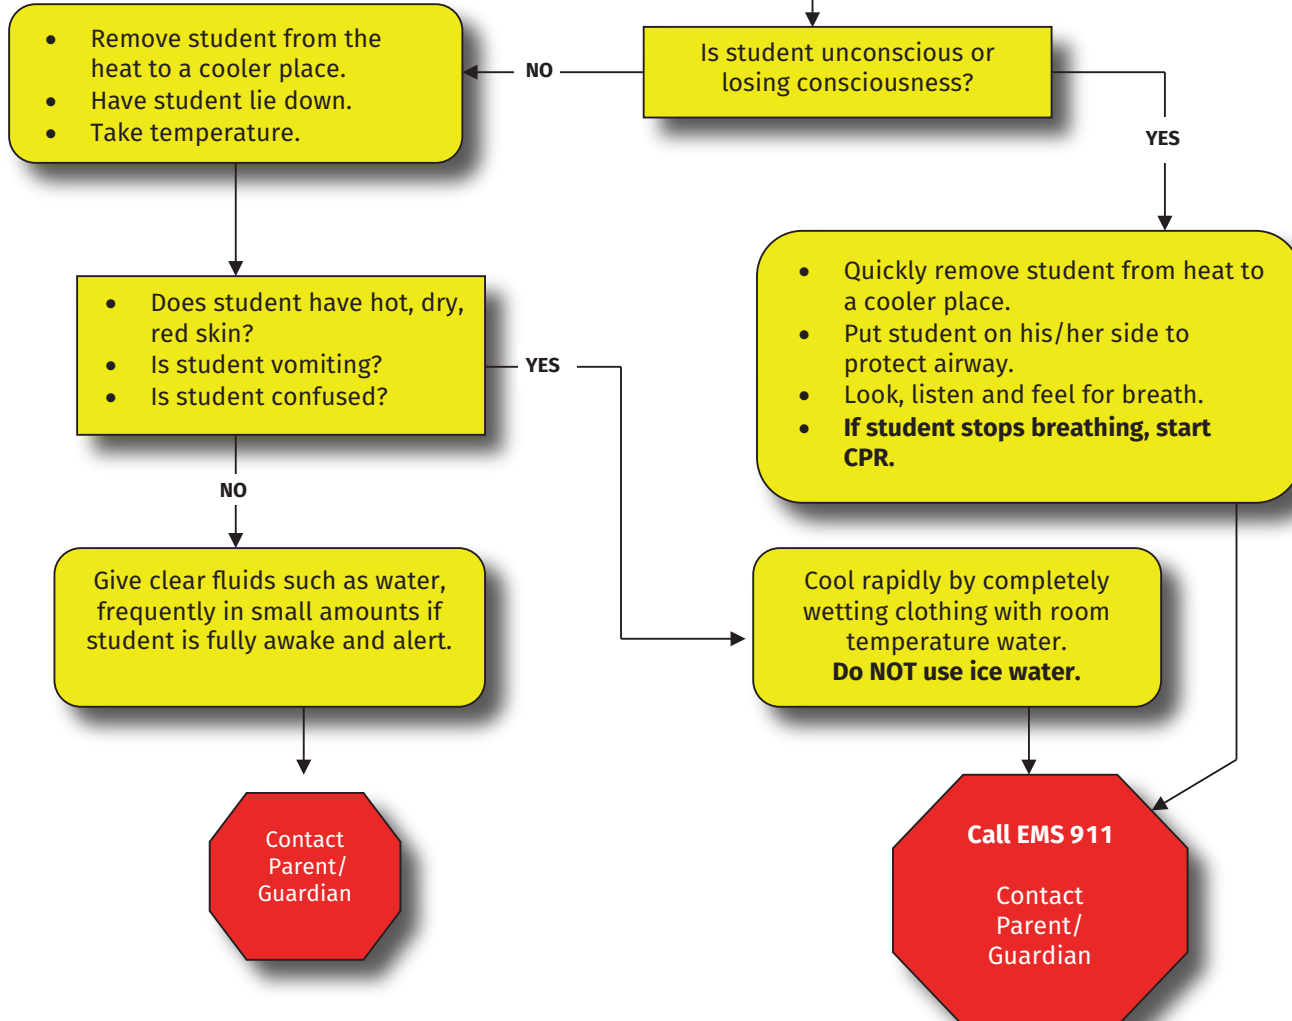 Is student unconscious or
losing consciousness?
NO
YES
• Remove student from the
heat to a cooler place.
• Have student lie down.
• Take temperature.
• Quickly remove student from heat to
a cooler place.
• Put student on his/her side to
protect airway.
• Look, listen and feel for breath.
• If student stops breathing, start
CPR.
• Does student have hot, dry,
red skin?
• Is student vomiting?
• Is student confused?
YES
NO
Give clear fluids such as water,
frequently in small amounts if
student is fully awake and alert.
Cool rapidly by completely
wetting clothing with room
temperature water.
Do NOT use ice water.
Contact
Parent/
Guardian
Call EMS 911
Contact
Parent/
Guardian